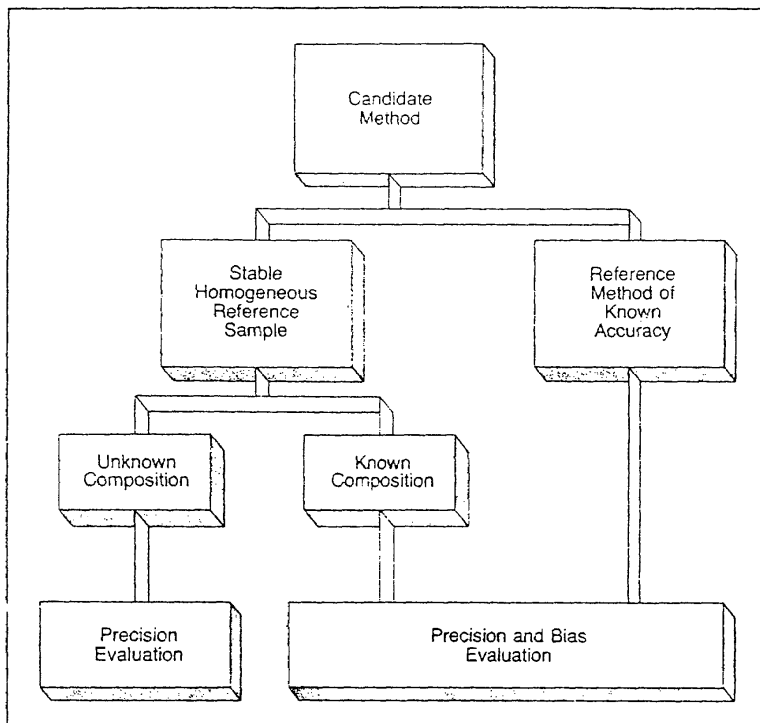 Candidate
Method
Stable
Homogeneous
Reference
Sample
Reference
Method of
Known
Accuracy
Unknown
Composition
Known
Composition
Precision
Evaluation
Precision and Bias
Evaluation